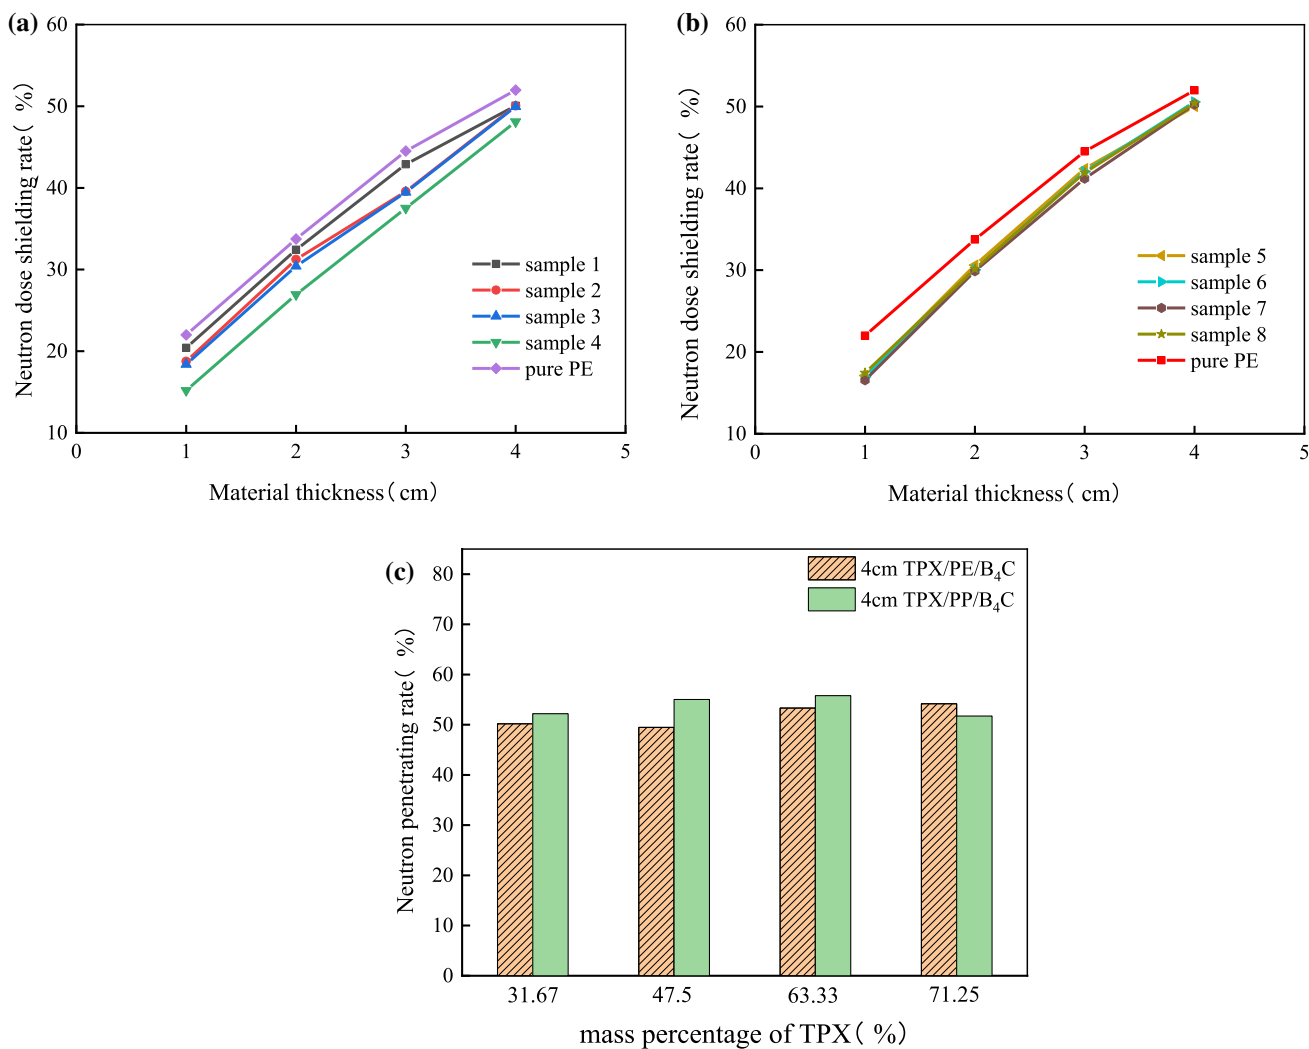 (a)
60
50
40
30
20
10
0
1
2
3
4
5
Neutron dose shielding rate( %)
Material thickness( cm)
sample 1
sample 2
sample 3
sample 4
pure PE
(b)
60
50
40
30
20
10
0
1
2
3
4
5
Neutron dose shielding rate( %)
Material thickness( cm)
sample 5
sample 6
sample 7
sample 8
pure PE
(c)
80
70
60
50
40
30
20
10
0
Neutron penetrating rate( %)
4cm TPX/PE/B₄C
4cm TPX/PP/B₄C
31.67
47.5
63.33
71.25
mass percentage of TPX( %)